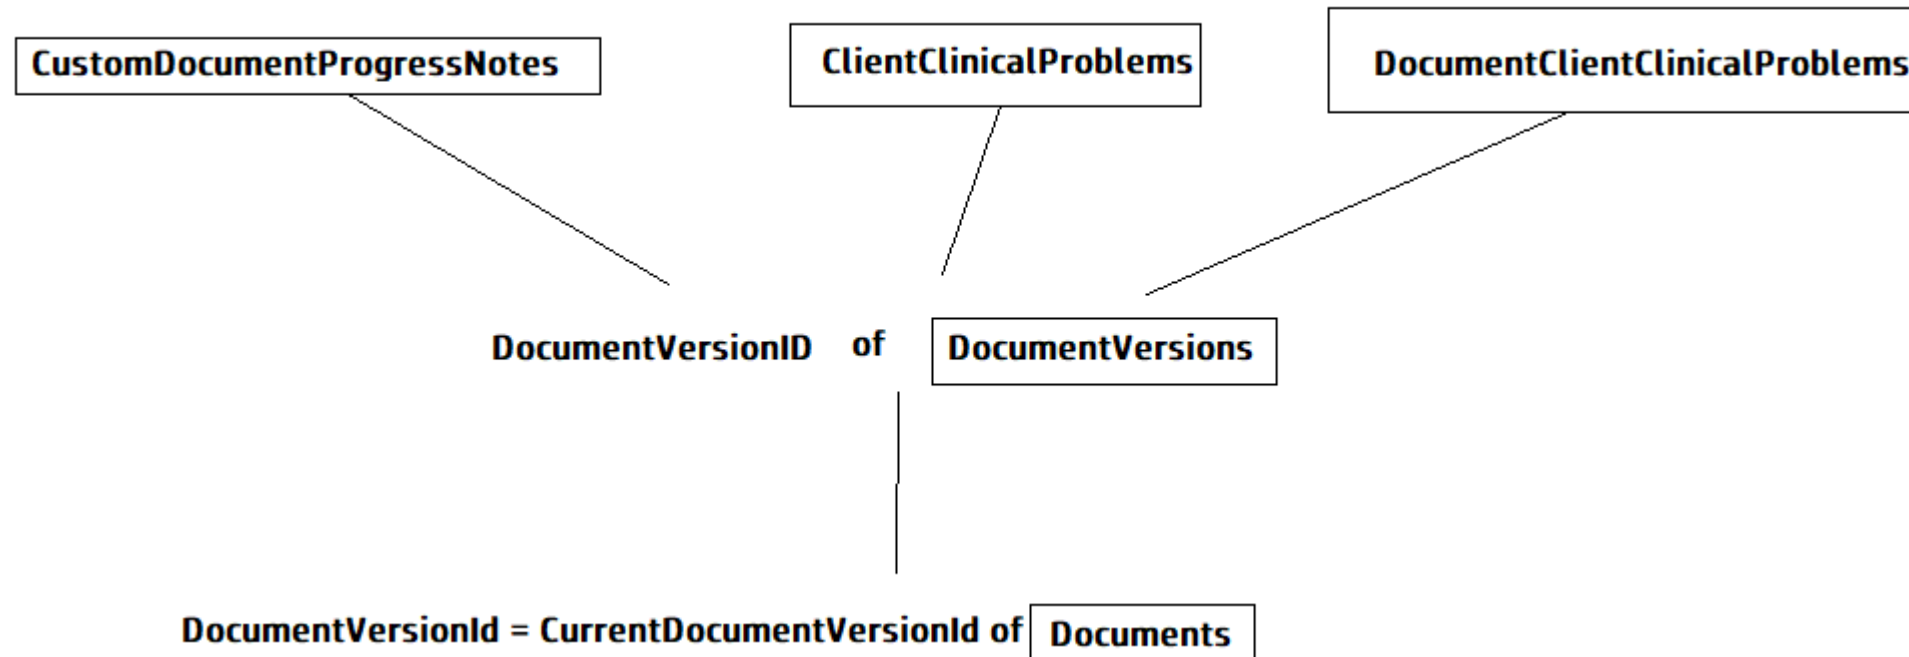 CustomDocumentProgressNotes
ClientClinicalProblems
DocumentClientClinicalProblems
DocumentVersionID of DocumentVersions
DocumentVersionId = CurrentDocumentVersionId of Documents